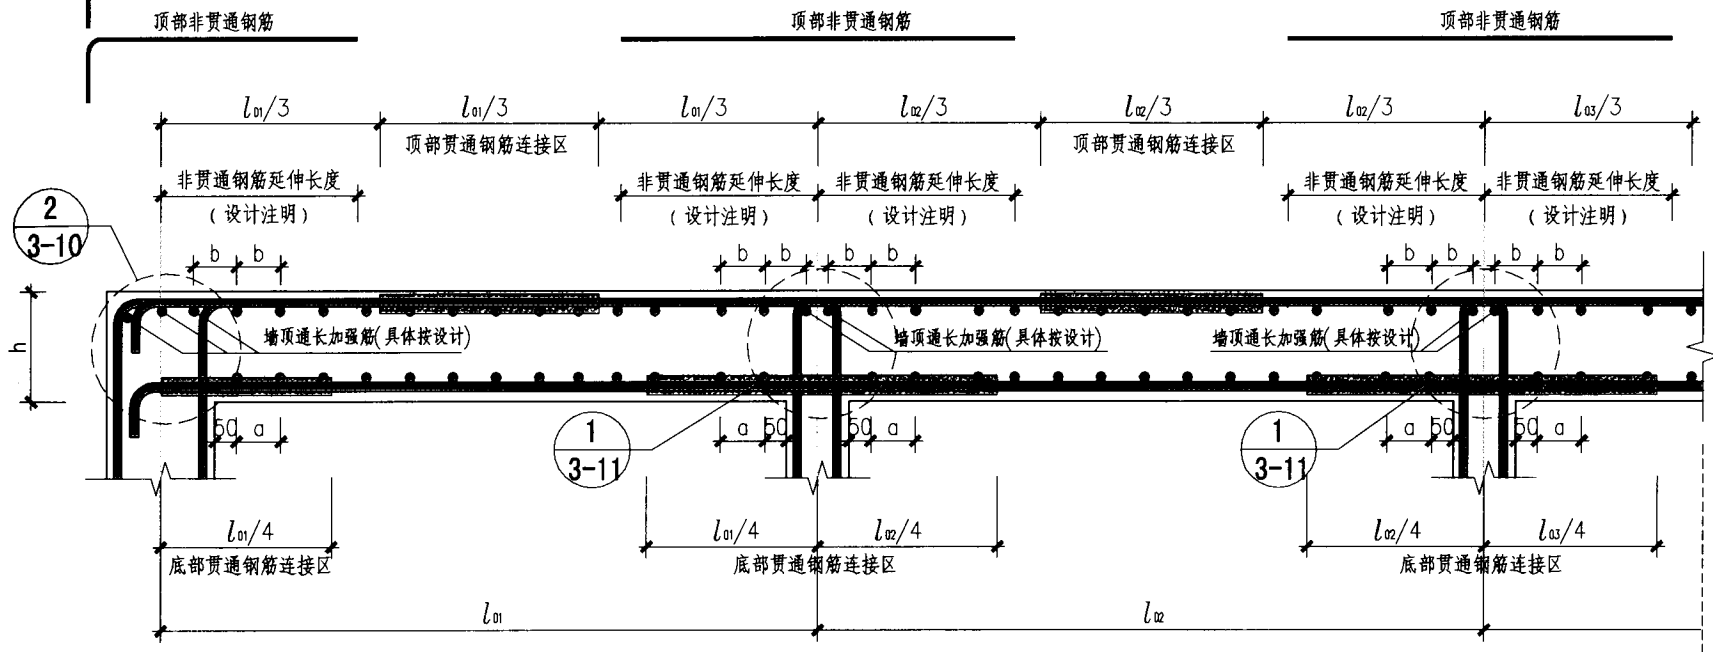 顶部非贯通钢筋 顶部非贯通钢筋 顶部非贯通钢筋
l01/3 l01/3 l01/3 l02/3 l02/3 l02/3 l03/3
顶部贯通钢筋连接区 顶部贯通钢筋连接区
非贯通钢筋延伸长度 非贯通钢筋延伸长度 非贯通钢筋延伸长度 非贯通钢筋延伸长度 非贯通钢筋延伸长度
(设计注明) (设计注明) (设计注明) (设计注明) (设计注明)
2
3-10
b b b b b b b b b b
墙顶通长加强筋(具体按设计) 墙顶通长加强筋(具体按设计) 墙顶通长加强筋(具体按设计)
h
50 a a 50 50 a a 50 50 a
1
3-11
1
3-11
l01/4 l01/4 l02/4 l02/4 l03/4
底部贯通钢筋连接区 底部贯通钢筋连接区 底部贯通钢筋连接区
l01 l02